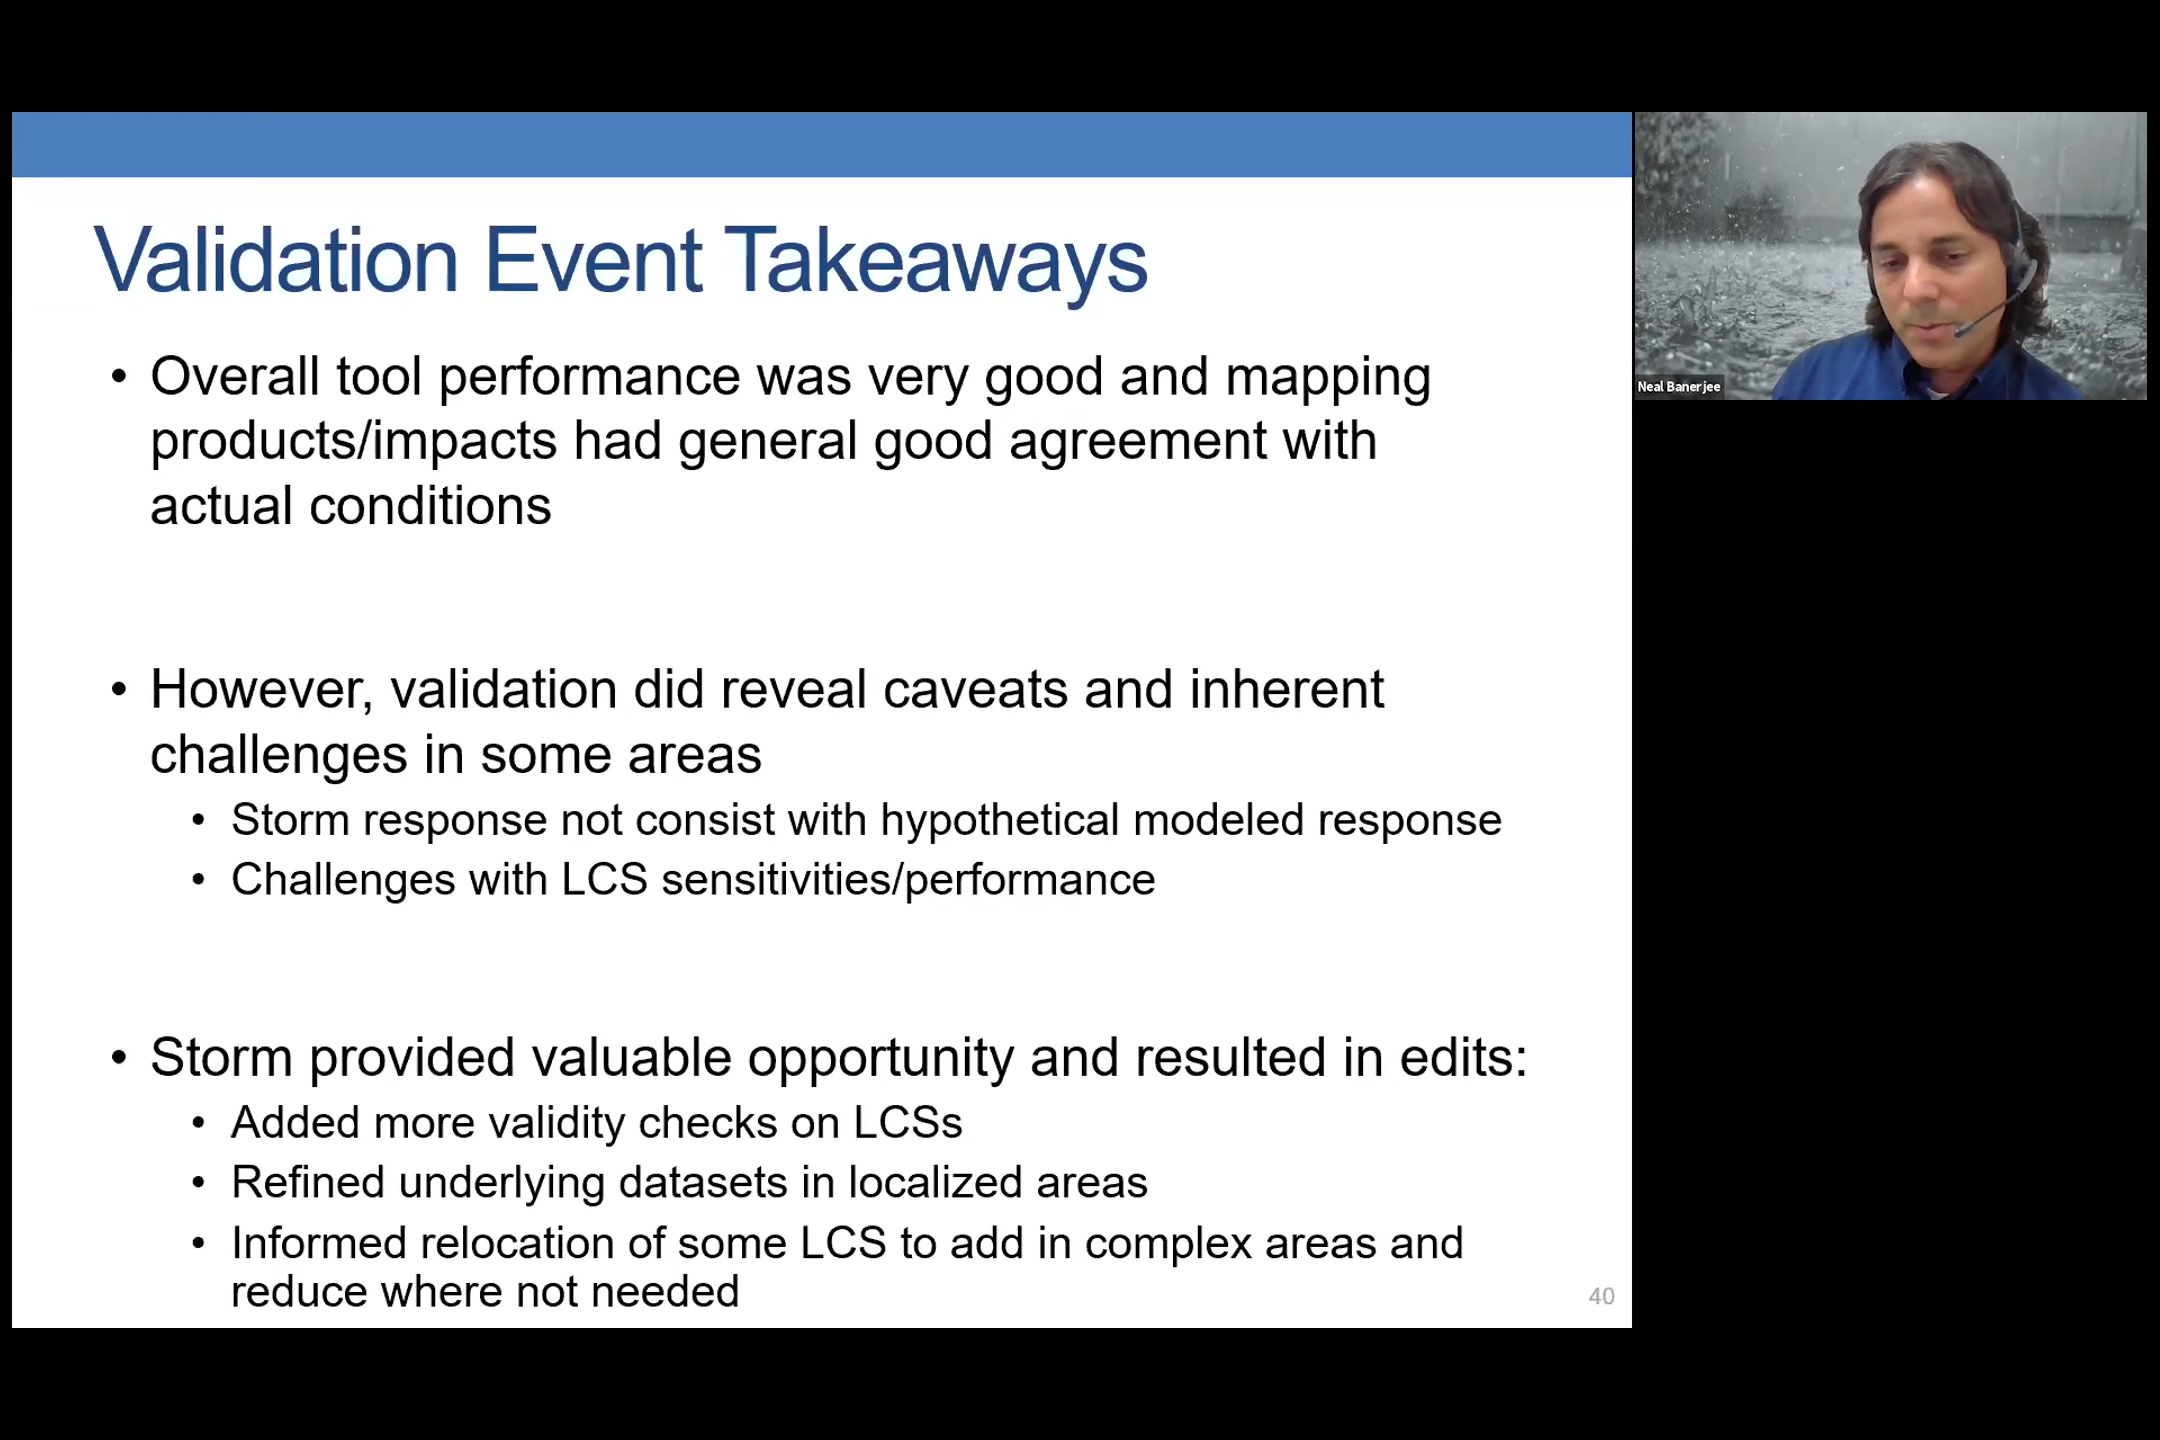 Validation Event Takeaways
• Overall tool performance was very good and mapping
products/impacts had general good agreement with
actual conditions
• However, validation did reveal caveats and inherent
challenges in some areas
• Storm response not consist with hypothetical modeled response
• Challenges with LCS sensitivities/performance
• Storm provided valuable opportunity and resulted in edits:
• Added more validity checks on LCSs
• Refined underlying datasets in localized areas
• Informed relocation of some LCS to add in complex areas and
reduce where not needed
40
Neal Banerjee